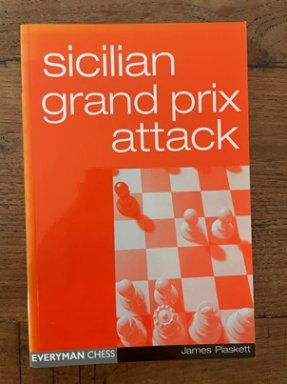 sicilian
grand prix
attack
EVERYMAN CHESS
James Plaskett